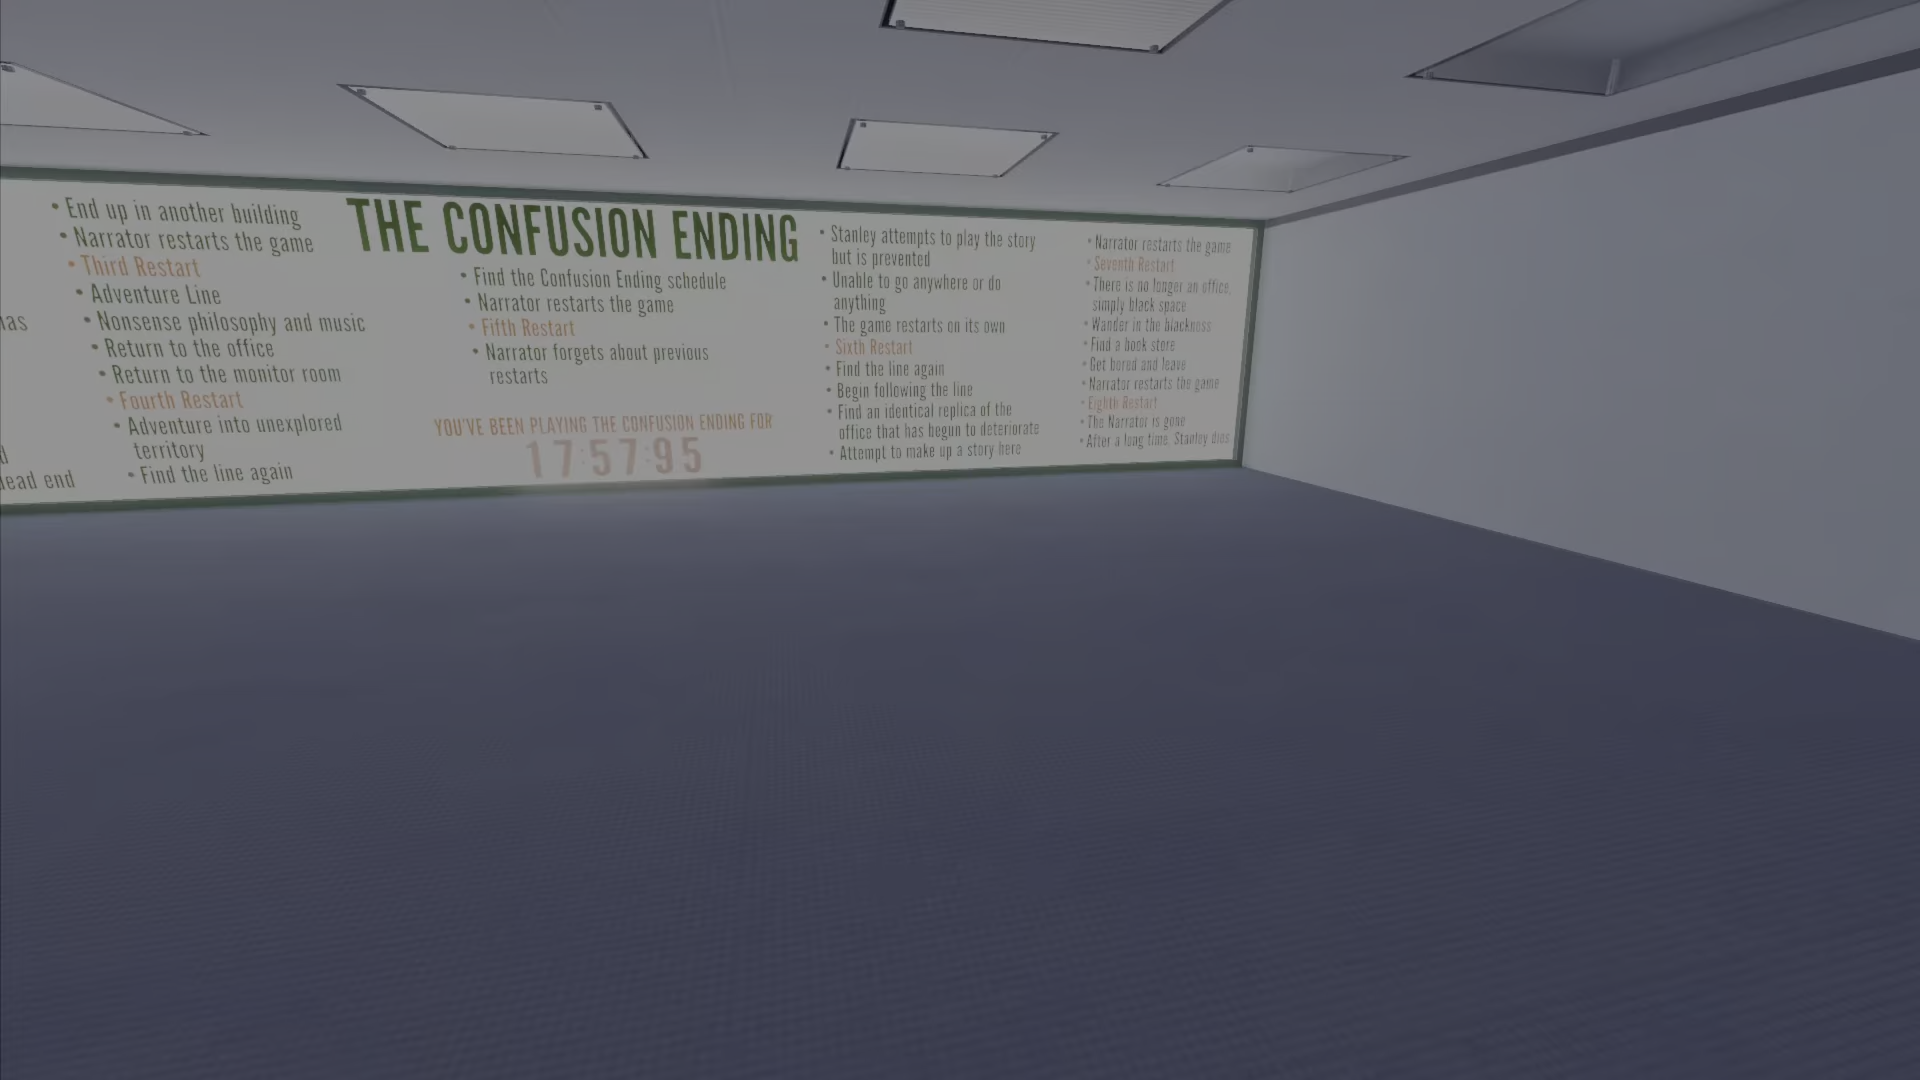 as
d
lead end
• End up in another building
• Narrator restarts the game
• Third Restart
• Adventure Line
• Nonsense philosophy and music
• Return to the office
• Return to the monitor room
• Fourth Restart
• Adventure into unexplored
territory
• Find the line again
THE CONFUSION ENDING
• Find the Confusion Ending schedule
• Narrator restarts the game
• Fifth Restart
• Narrator forgets about previous
restarts
YOU'VE BEEN PLAYING THE CONFUSION ENDING FOR
17:57:95
• Stanley attempts to play the story
but is prevented
• Unable to go anywhere or do
anything
• The game restarts on its own
• Sixth Restart
• Find the line again
• Begin following the line
• Find an identical replica of the
office that has begun to deteriorate
• Attempt to make up a story here
• Narrator restarts the game
• Seventh Restart
• There is no longer an office,
simply black space
• Wander in the blackness
• Find a book store
• Get bored and leave
• Narrator restarts the game
• Eighth Restart
• The Narrator is gone
• After a long time, Stanley dies